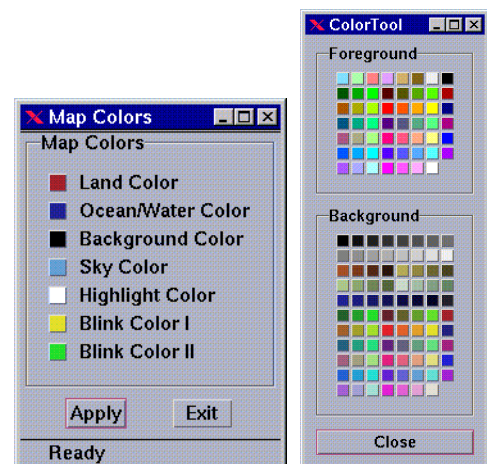 Map Colors
Map Colors
Land Color
Ocean/Water Color
Background Color
Sky Color
Highlight Color
Blink Color I
Blink Color II
Apply
Exit
Ready
ColorTool
Foreground
Background
Close